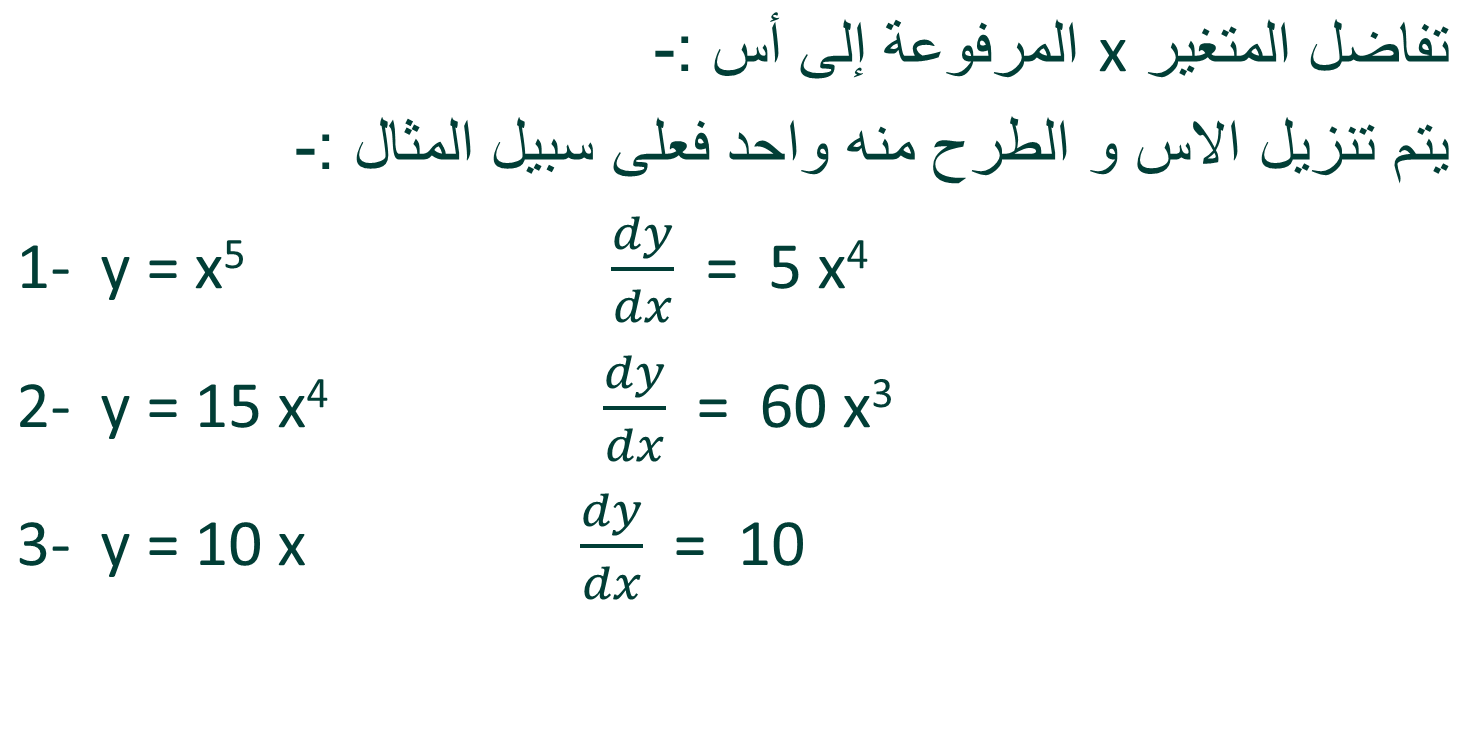 تفاضل المتغير x المرفوعة إلى أس :-
يتم تنزيل الاس و الطرح منه واحد فعلى سبيل المثال :-
1- y = x⁵ dy/dx = 5 x⁴
2- y = 15 x⁴ dy/dx = 60 x³
3- y = 10 x dy/dx = 10